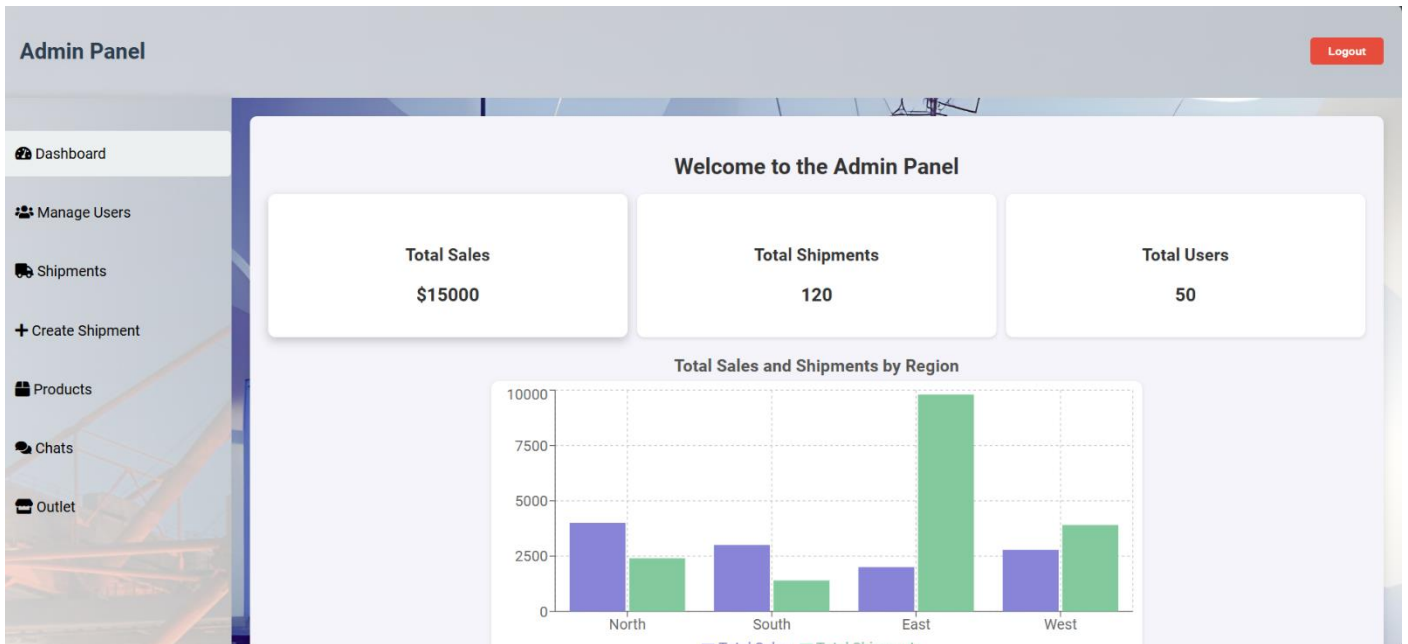 Admin Panel
Logout
Dashboard
Manage Users
Shipments
Create Shipment
Products
Chats
Outlet
Welcome to the Admin Panel
Total Sales
$15000
Total Shipments
120
Total Users
50
Total Sales and Shipments by Region
10000
7500
5000
2500
0
North South East West